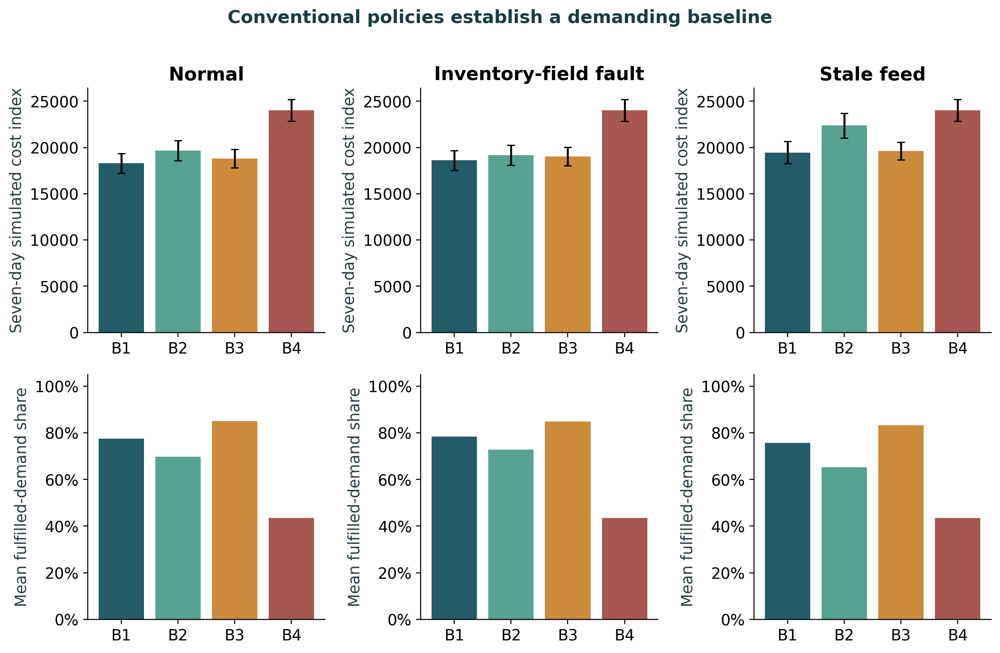 Conventional policies establish a demanding baseline
Normal
Seven-day simulated cost index
25000
20000
15000
10000
5000
0
B1 B2 B3 B4
Inventory-field fault
Seven-day simulated cost index
25000
20000
15000
10000
5000
0
B1 B2 B3 B4
Stale feed
Seven-day simulated cost index
25000
20000
15000
10000
5000
0
B1 B2 B3 B4
Mean fulfilled-demand share
100%
80%
60%
40%
20%
0%
B1 B2 B3 B4
Mean fulfilled-demand share
100%
80%
60%
40%
20%
0%
B1 B2 B3 B4
Mean fulfilled-demand share
100%
80%
60%
40%
20%
0%
B1 B2 B3 B4